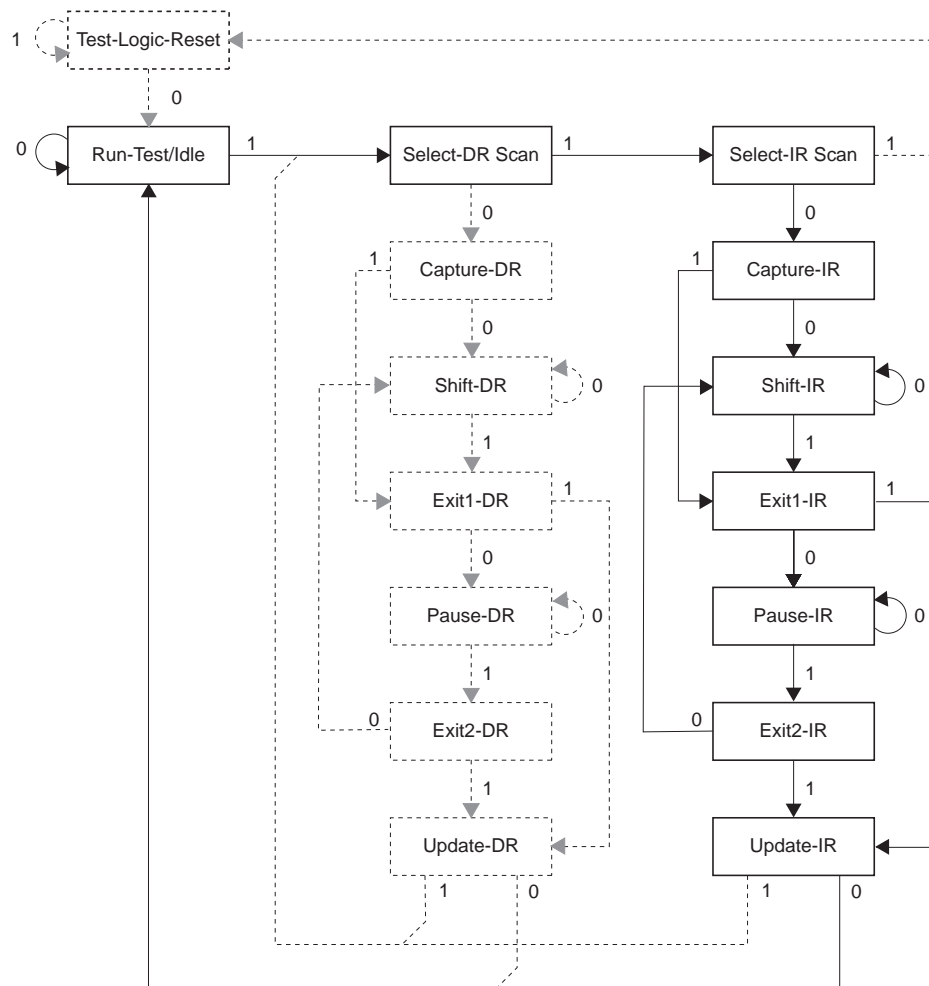 1
Test-Logic-Reset
0
0
Run-Test/Idle
1
Select-DR Scan
1
Select-IR Scan
1
0
0
1
Capture-DR
1
Capture-IR
0
0
Shift-DR
0
Shift-IR
0
1
1
Exit1-DR
1
Exit1-IR
1
0
0
Pause-DR
0
Pause-IR
0
1
1
0
Exit2-DR
0
Exit2-IR
1
1
Update-DR
Update-IR
1
0
1
0